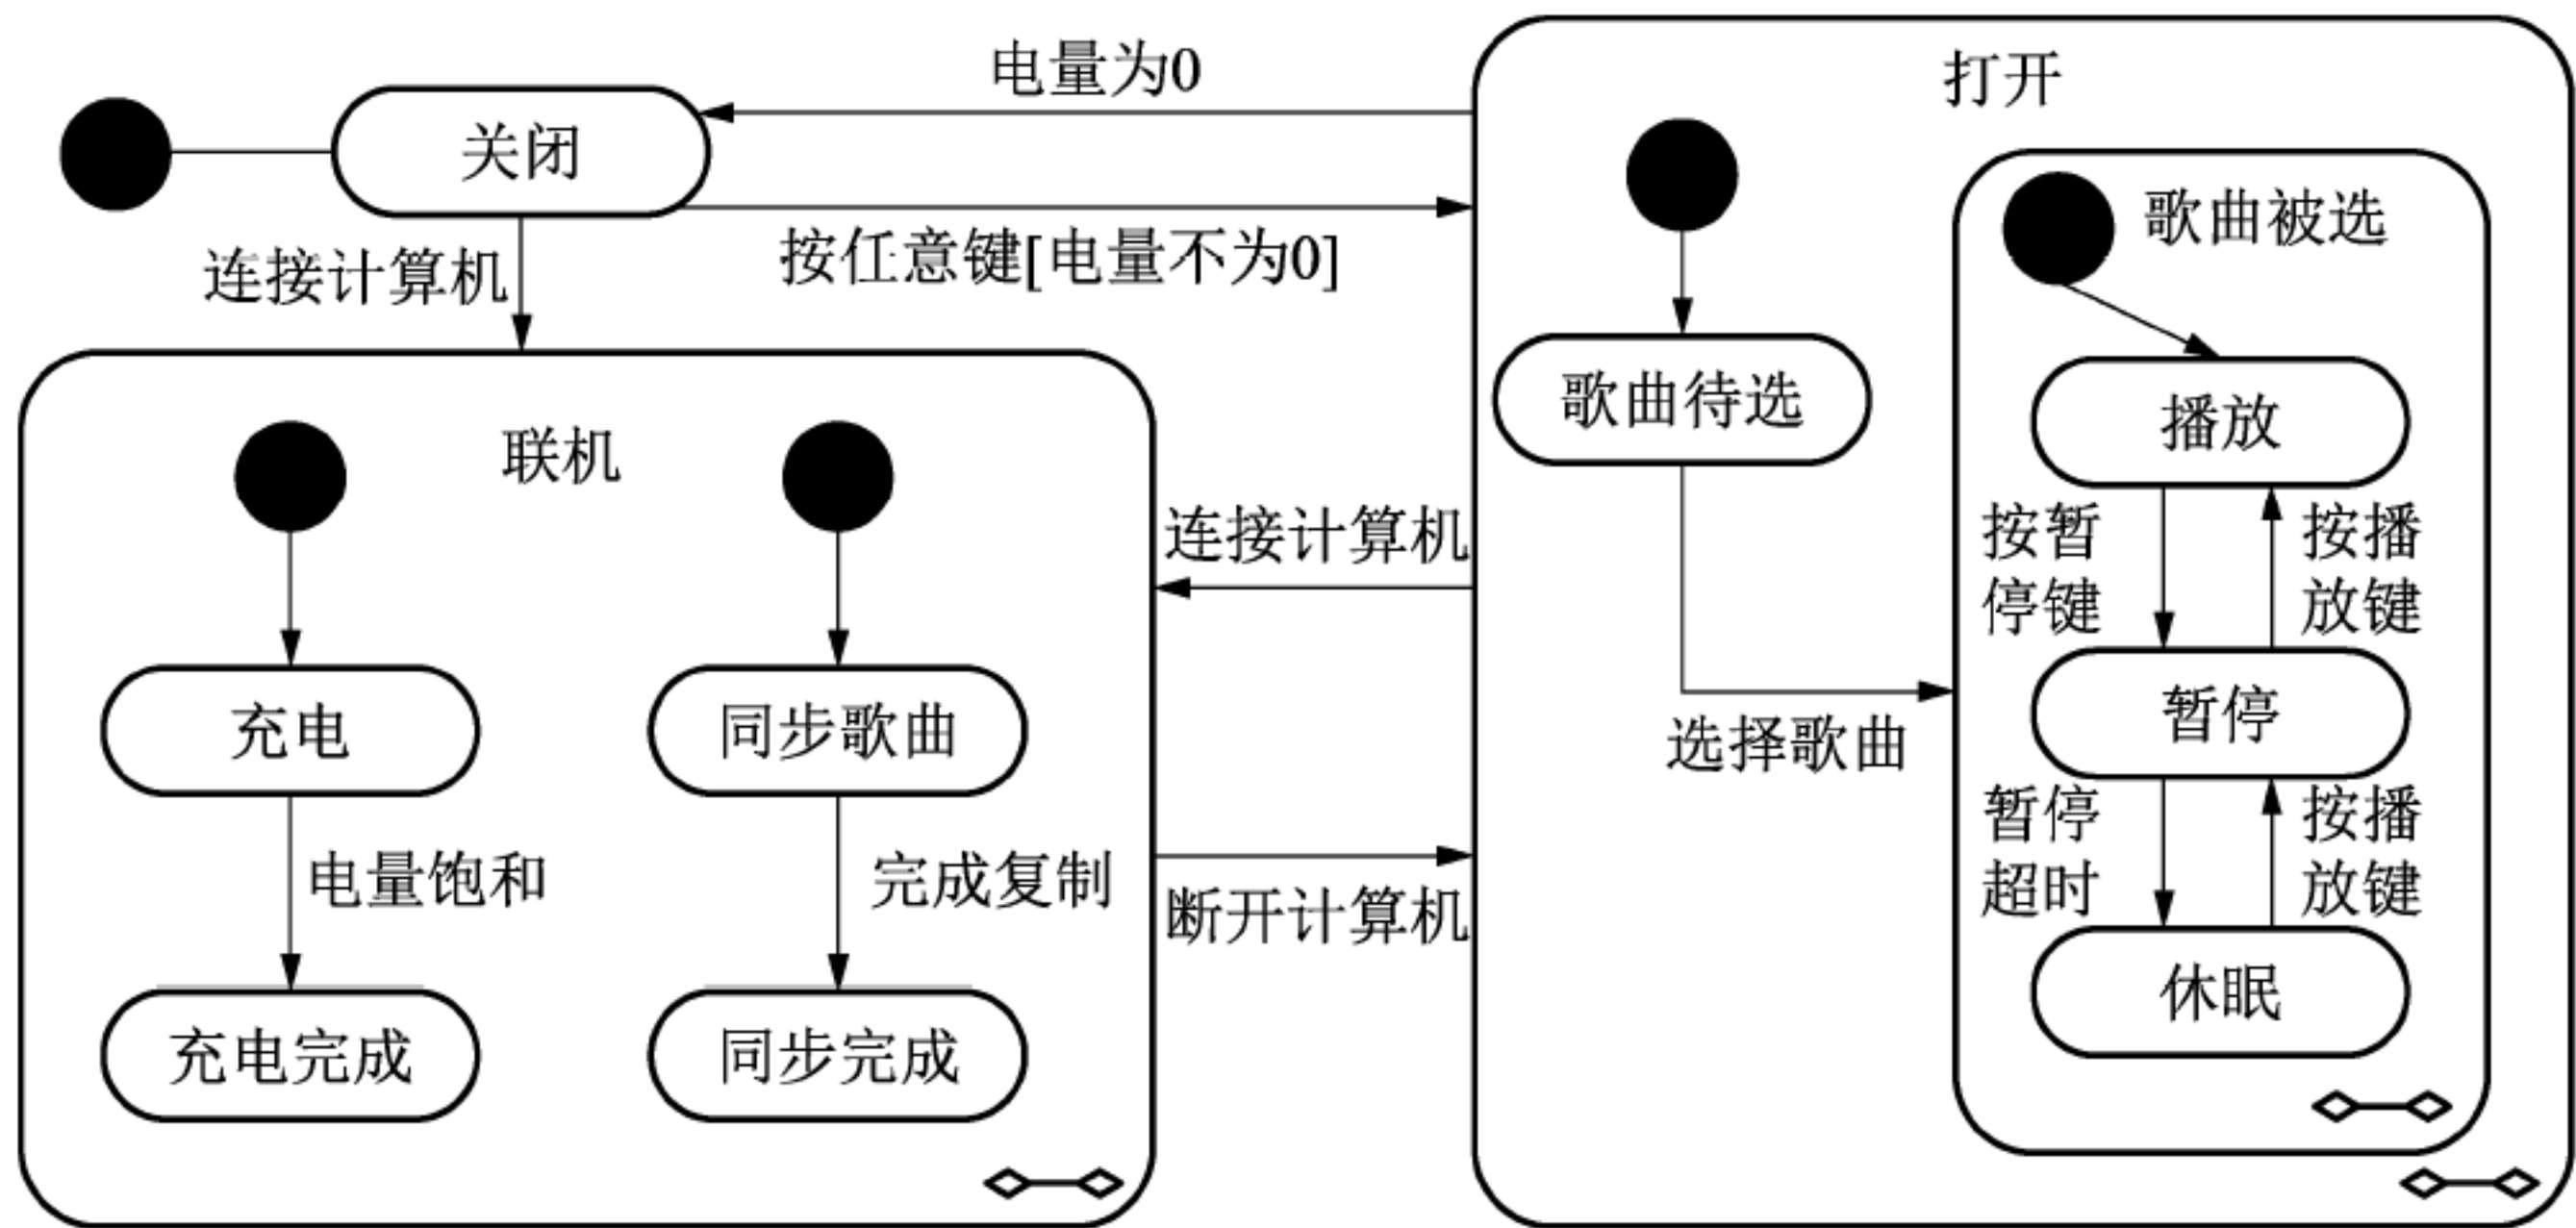 电量为0
打开
关闭
歌曲被选
连接计算机
按任意键[电量不为0]
歌曲待选
播放
联机
连接计算机
按暂
停键
按播
放键
充电
同步歌曲
选择歌曲
暂停
电量饱和
完成复制
断开计算机
暂停
超时
按播
放键
休眠
充电完成
同步完成